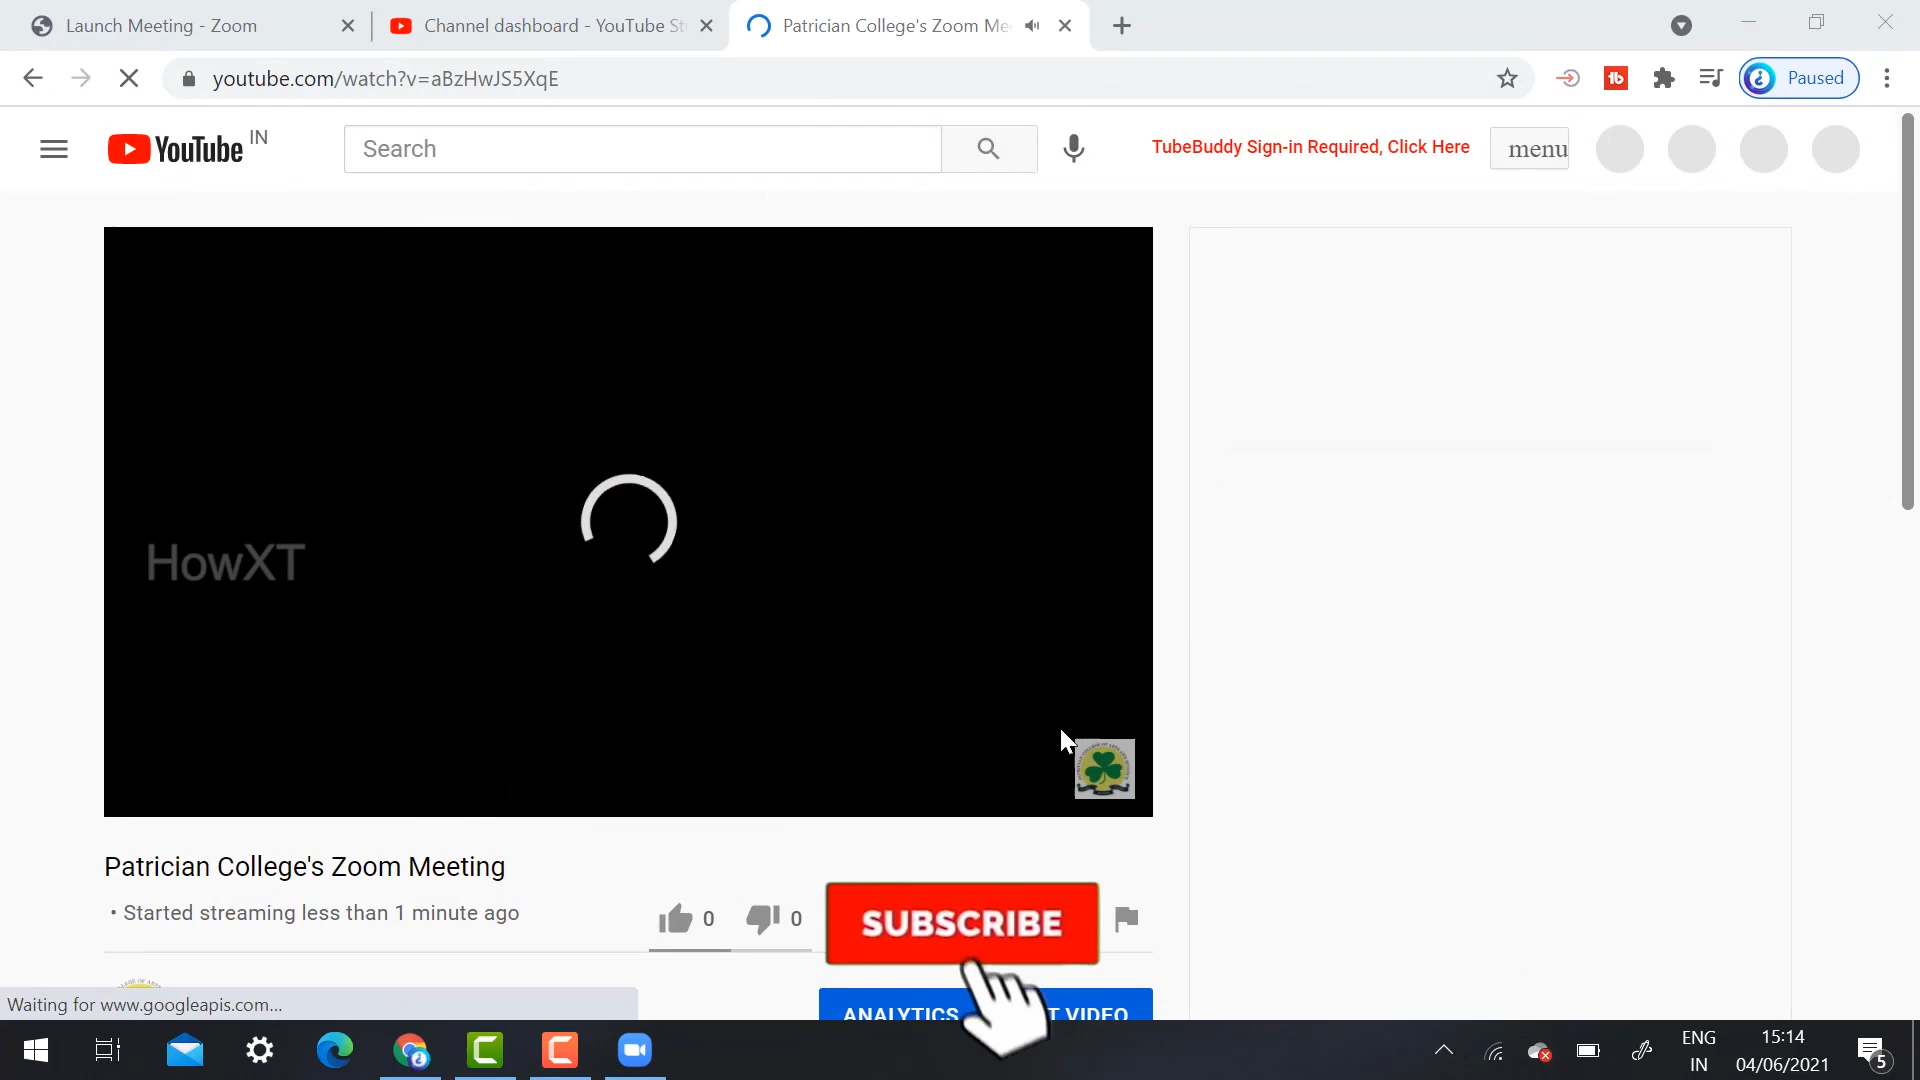 Launch Meeting - Zoom
Channel dashboard - YouTube St
Patrician College's Zoom Me
youtube.com/watch?v=aBzHwJS5XqE
Paused
YouTube IN
Search
TubeBuddy Sign-in Required, Click Here
menu
HowXT
Patrician College's Zoom Meeting
• Started streaming less than 1 minute ago
0
0
SUBSCRIBE
ANALYTICS
T VIDEO
Waiting for www.googleapis.com...
ENG
IN
15:14
04/06/2021
5